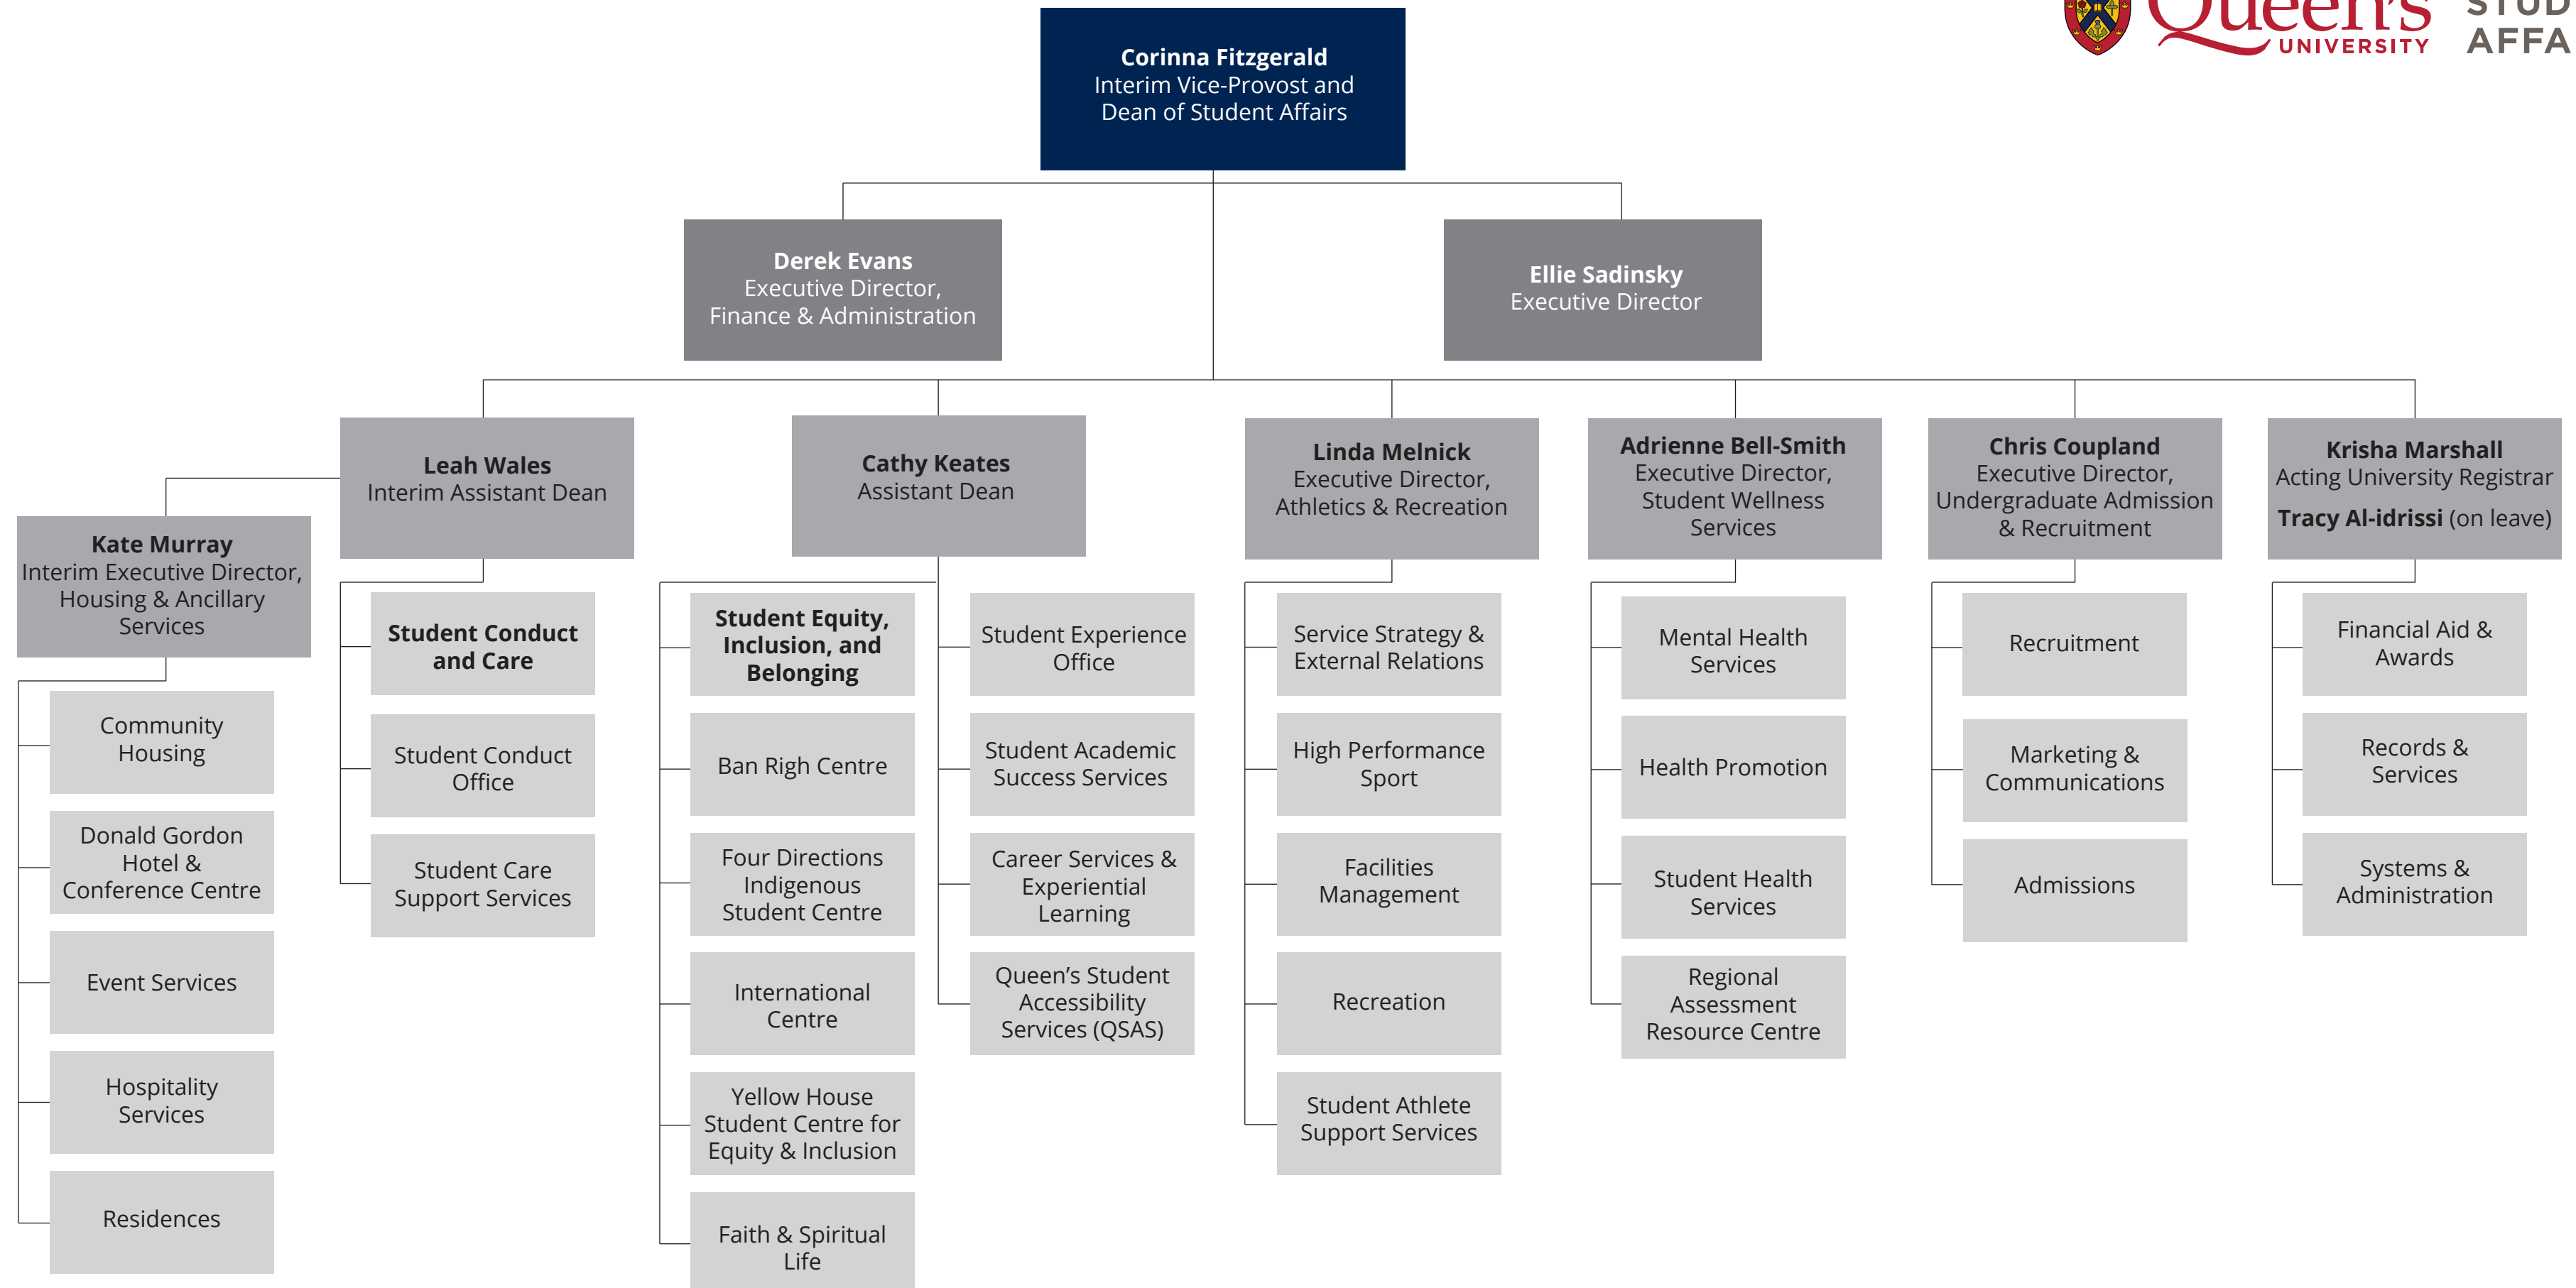 Queen's
UNIVERSITY
STUD
AFFA
Corinna Fitzgerald
Interim Vice-Provost and
Dean of Student Affairs
Derek Evans
Executive Director,
Finance & Administration
Ellie Sadinsky
Executive Director
Leah Wales
Interim Assistant Dean
Cathy Keates
Assistant Dean
Linda Melnick
Executive Director,
Athletics & Recreation
Adrienne Bell-Smith
Executive Director,
Student Wellness
Services
Chris Coupland
Executive Director,
Undergraduate Admission
& Recruitment
Krisha Marshall
Acting University Registrar
Tracy Al-idrissi (on leave)
Kate Murray
Interim Executive Director,
Housing & Ancillary
Services
Community
Housing
Donald Gordon
Hotel &
Conference Centre
Event Services
Hospitality
Services
Residences
Student Conduct
and Care
Student Conduct
Office
Student Care
Support Services
Student Equity,
Inclusion, and
Belonging
Ban Righ Centre
Four Directions
Indigenous
Student Centre
International
Centre
Yellow House
Student Centre for
Equity & Inclusion
Faith & Spiritual
Life
Student Experience
Office
Student Academic
Success Services
Career Services &
Experiential
Learning
Queen’s Student
Accessibility
Services (QSAS)
Service Strategy &
External Relations
High Performance
Sport
Facilities
Management
Recreation
Student Athlete
Support Services
Mental Health
Services
Health Promotion
Student Health
Services
Regional
Assessment
Resource Centre
Recruitment
Marketing &
Communications
Admissions
Financial Aid &
Awards
Records &
Services
Systems &
Administration